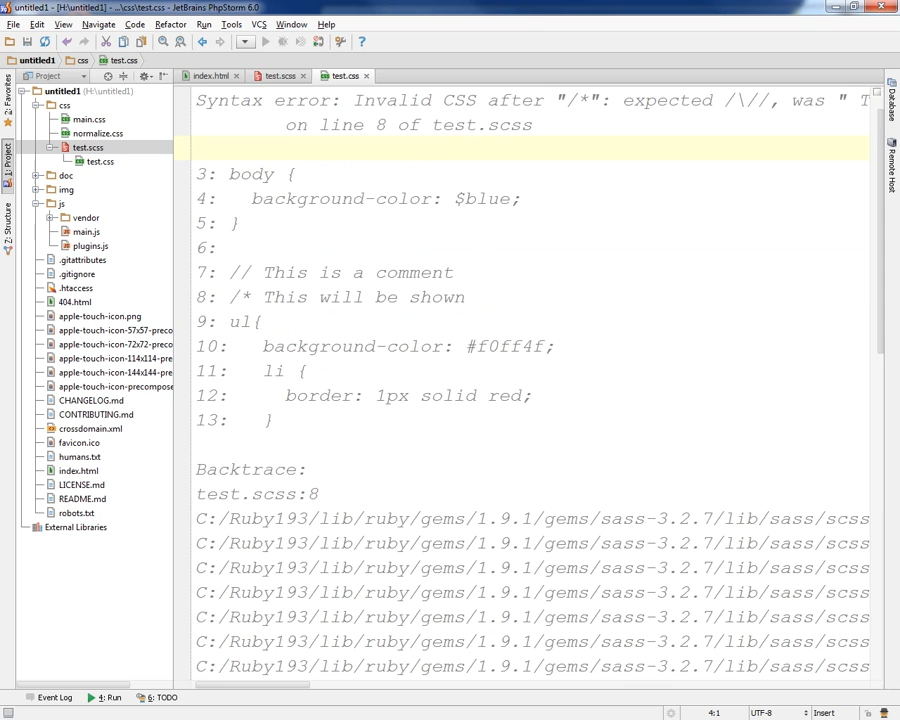 untitled1 - [H:\untitled1] - ...\css\test.css - JetBrains PhpStorm 6.0
File Edit View Navigate Code Refactor Run Tools VCS Window Help
untitled1 css test.css
Project
index.html test.scss test.css
2: Favorites
1: Project
7: Structure
Database
Remote Host
untitled1 (H:\untitled1)
css
main.css
normalize.css
test.scss
test.css
doc
img
js
vendor
main.js
plugins.js
.gitattributes
.gitignore
.htaccess
404.html
apple-touch-icon.png
apple-touch-icon-57x57-preco
apple-touch-icon-72x72-preco
apple-touch-icon-114x114-pre
apple-touch-icon-144x144-pre
apple-touch-icon-precompose
CHANGELOG.md
CONTRIBUTING.md
crossdomain.xml
favicon.ico
humans.txt
index.html
LICENSE.md
README.md
robots.txt
External Libraries
Syntax error: Invalid CSS after "/*": expected /\//, was " T
on line 8 of test.scss
3: body {
4: background-color: $blue;
5: }
6:
7: // This is a comment
8: /* This will be shown
9: ul{
10: background-color: #f0ff4f;
11: li {
12: border: 1px solid red;
13: }
Backtrace:
test.scss:8
C:/Ruby193/lib/ruby/gems/1.9.1/gems/sass-3.2.7/lib/sass/scss
C:/Ruby193/lib/ruby/gems/1.9.1/gems/sass-3.2.7/lib/sass/scss
C:/Ruby193/lib/ruby/gems/1.9.1/gems/sass-3.2.7/lib/sass/scss
C:/Ruby193/lib/ruby/gems/1.9.1/gems/sass-3.2.7/lib/sass/scss
C:/Ruby193/lib/ruby/gems/1.9.1/gems/sass-3.2.7/lib/sass/scss
C:/Ruby193/lib/ruby/gems/1.9.1/gems/sass-3.2.7/lib/sass/scss
C:/Ruby193/lib/ruby/gems/1.9.1/gems/sass-3.2.7/lib/sass/scss
Event Log 4: Run 6: TODO
4:1 UTF-8 Insert